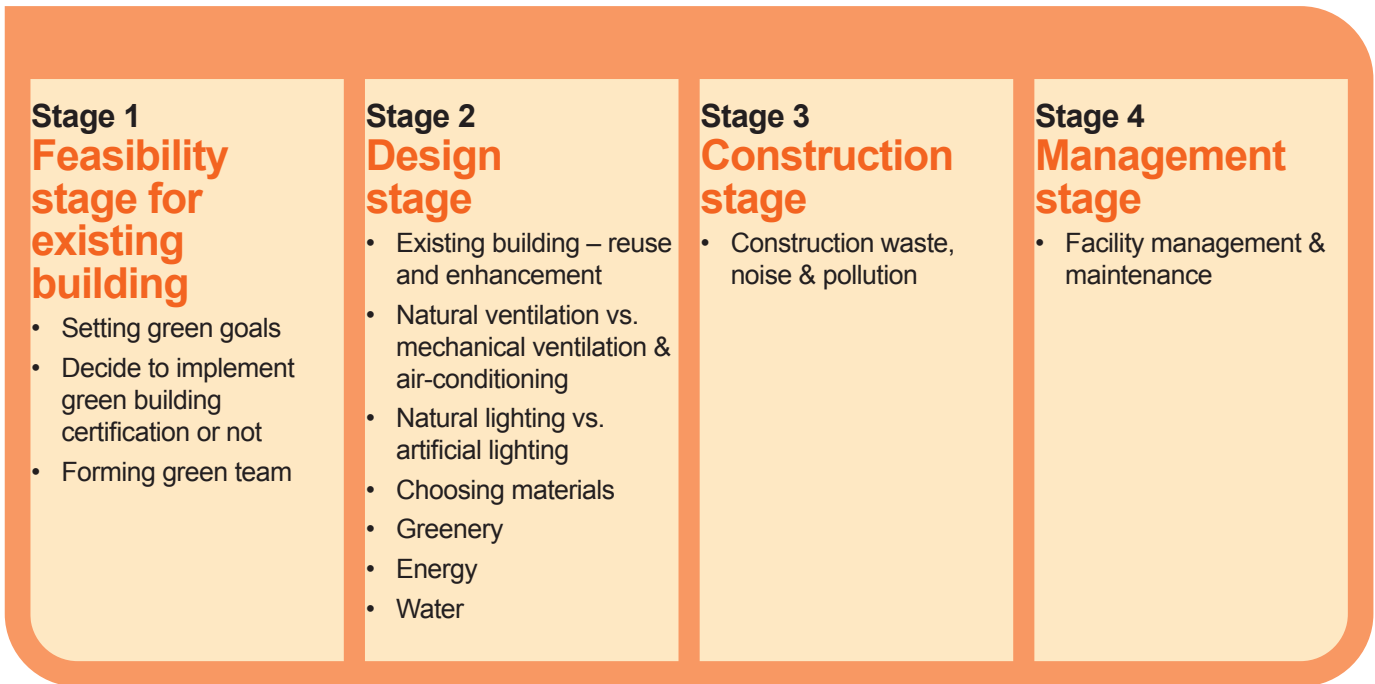 Stage 1
Feasibility
stage for
existing
building
• Setting green goals
• Decide to implement
green building
certification or not
• Forming green team
Stage 2
Design
stage
• Existing building – reuse
and enhancement
• Natural ventilation vs.
mechanical ventilation &
air-conditioning
• Natural lighting vs.
artificial lighting
• Choosing materials
• Greenery
• Energy
• Water
Stage 3
Construction
stage
• Construction waste,
noise & pollution
Stage 4
Management
stage
• Facility management &
maintenance